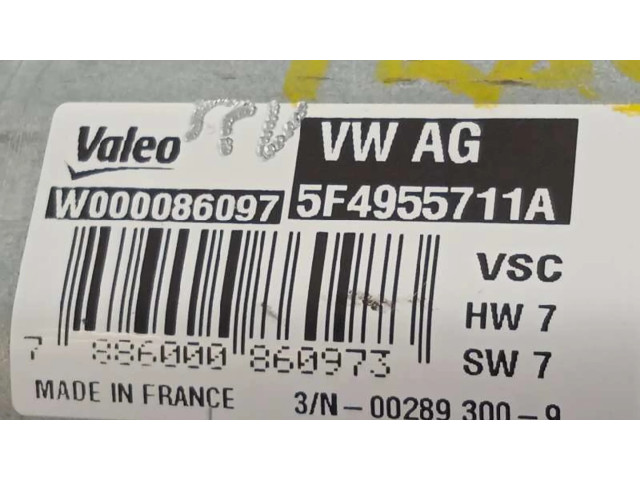 Valeo
VW AG
W000086097
5F4955711A
VSC
HW 7
7 886000 860973
SW 7
MADE IN FRANCE
3/N-00289 300-9